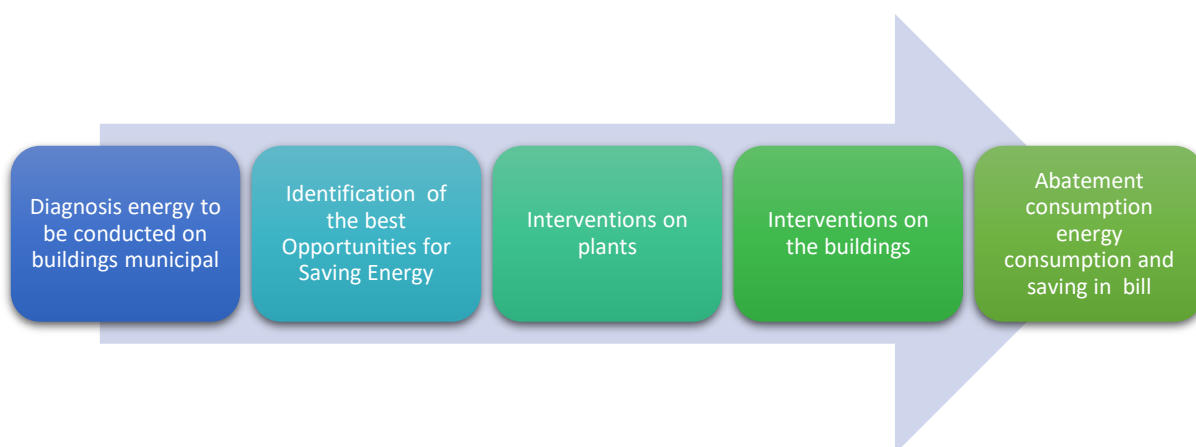 Diagnosis energy to
be conducted on
buildings municipal
Identification of
the best
Opportunities for
Saving Energy
Interventions on
plants
Interventions on
the buildings
Abatement
consumption
energy
consumption and
saving in bill